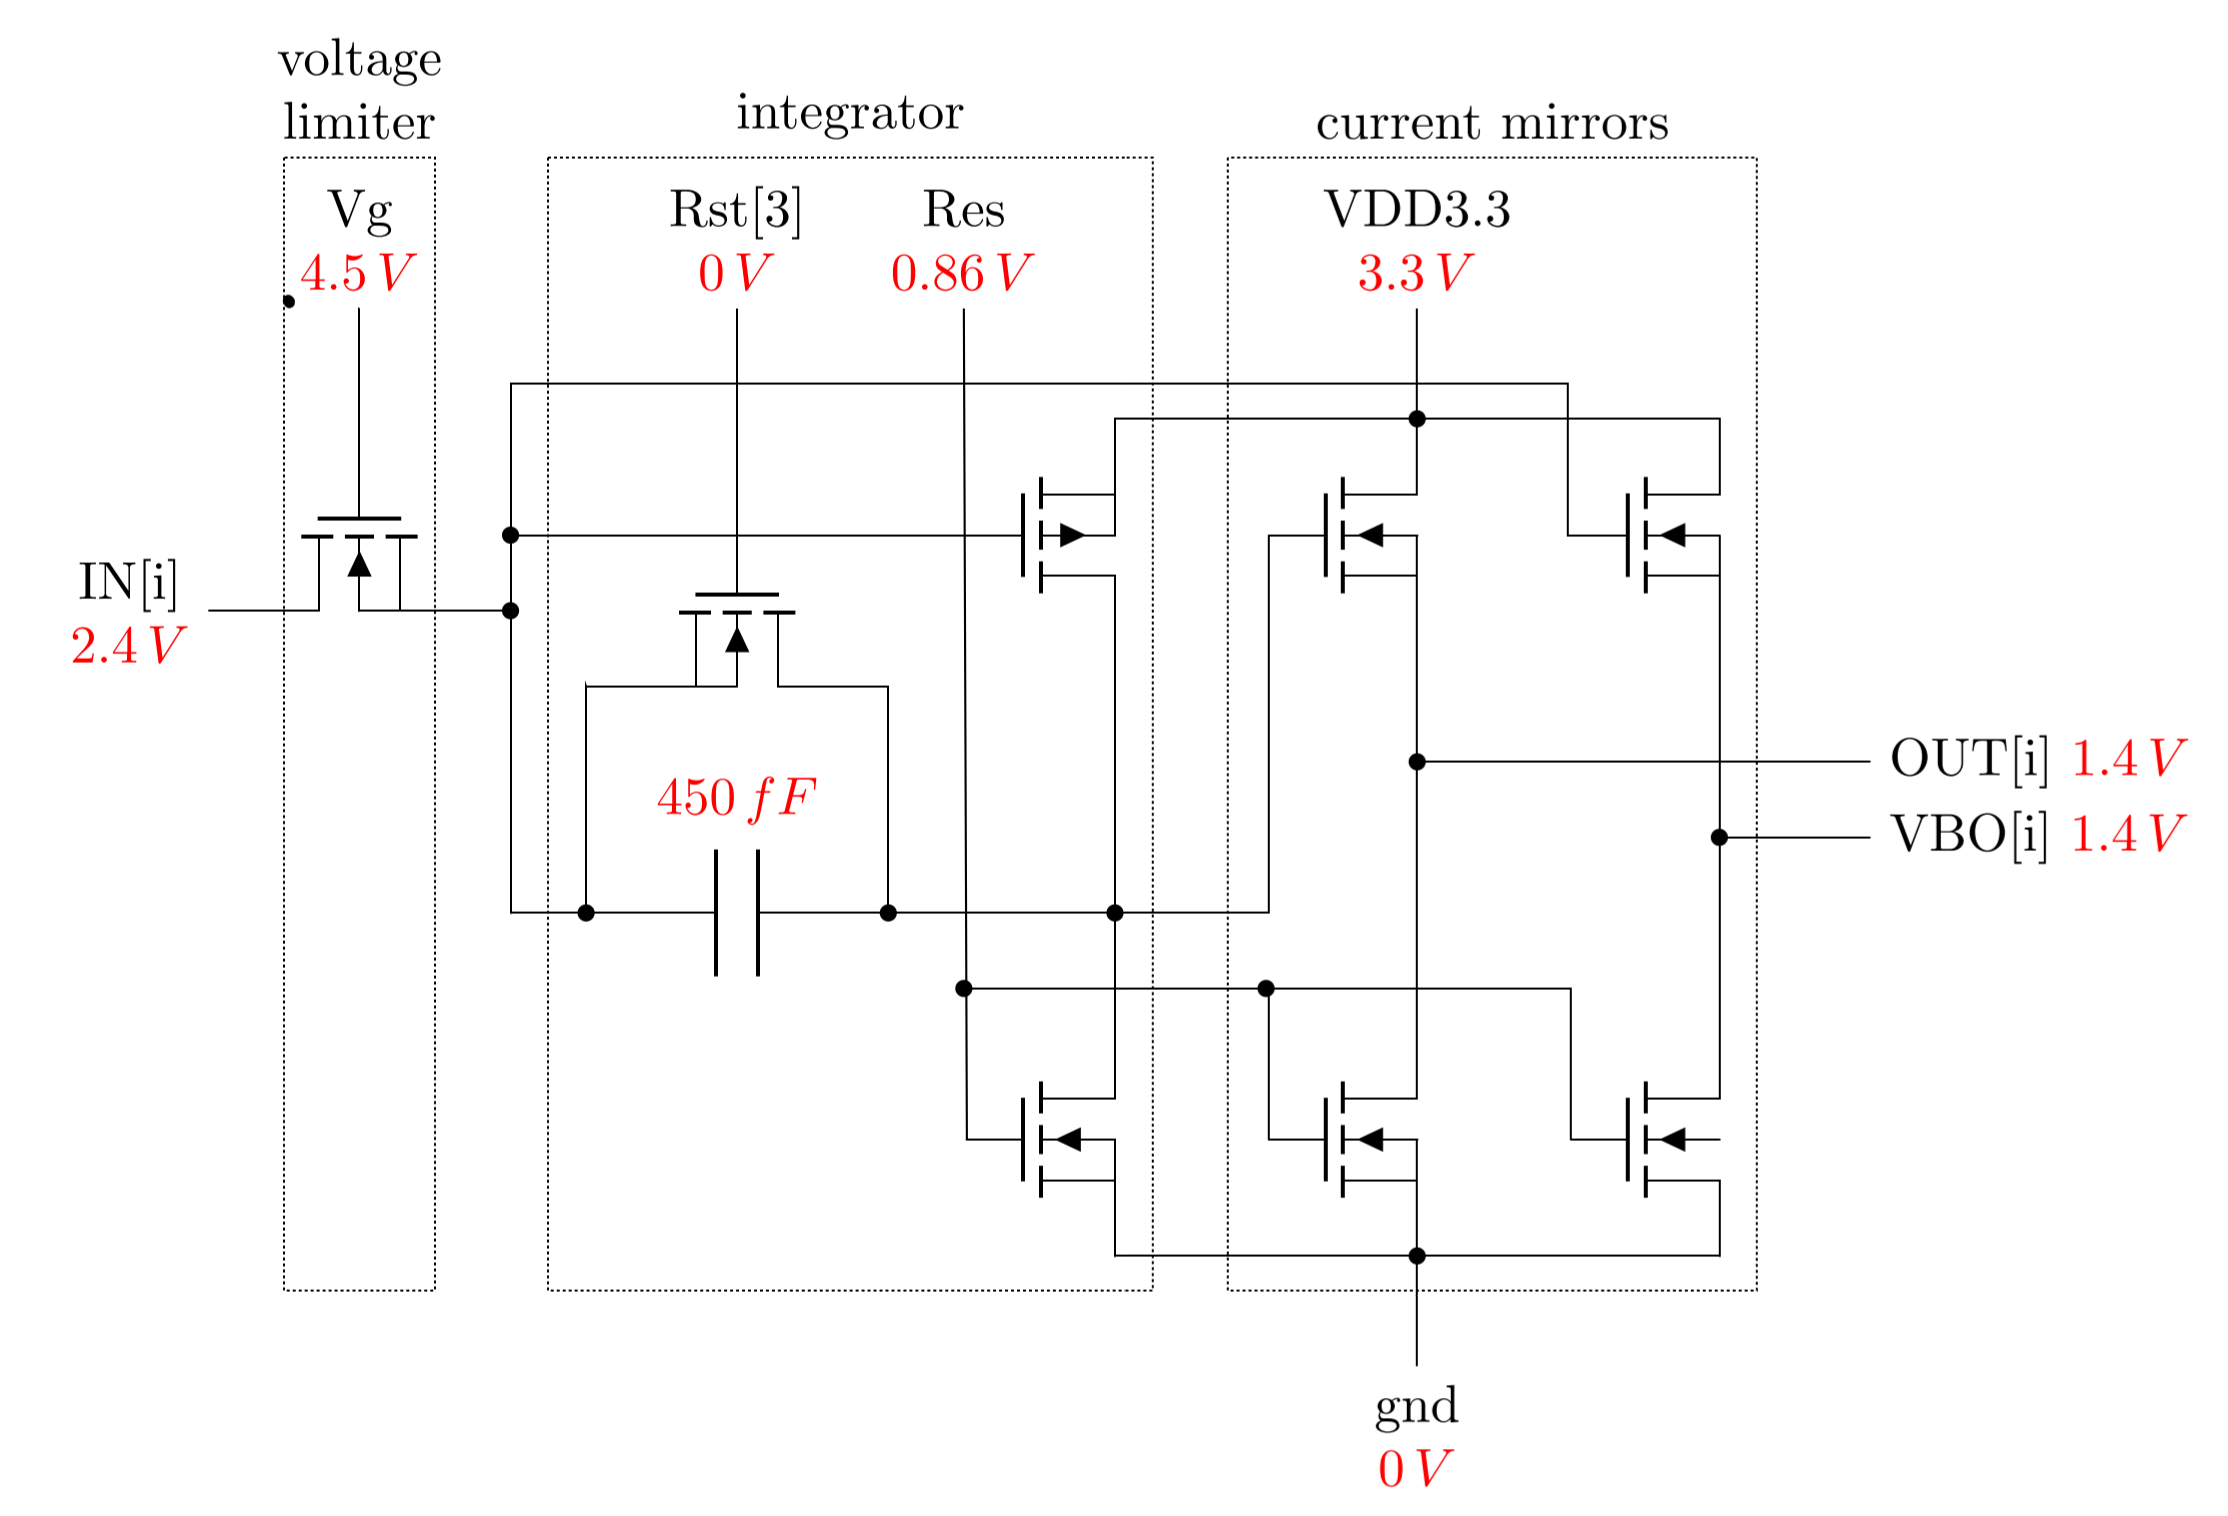 voltage
limiter
integrator
current mirrors
Vg
4.5 V
Rst[3]
0 V
Res
0.86 V
VDD3.3
3.3 V
IN[i]
2.4 V
450 fF
OUT[i] 1.4 V
VBO[i] 1.4 V
gnd
0 V